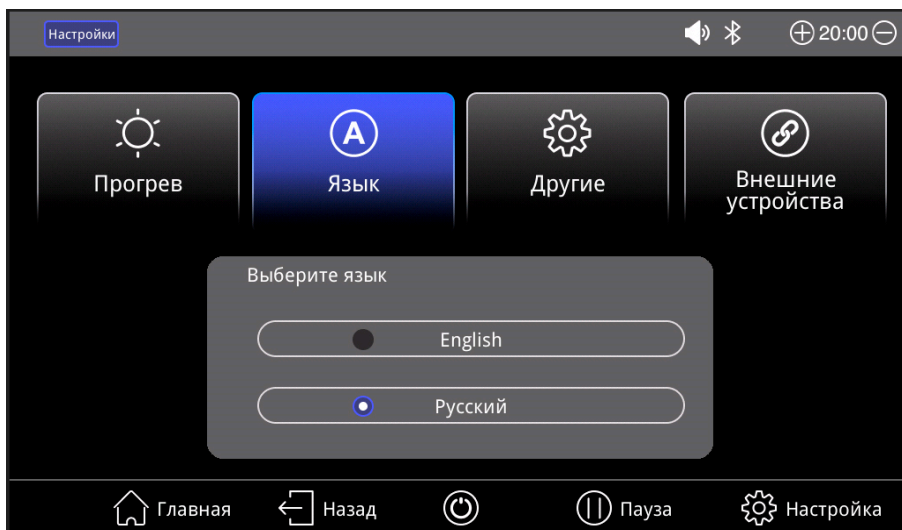 Настройки
20:00
Прогрев
A
Язык
Другие
Внешние
устройства
Выберите язык
English
Русский
Главная
Назад
Пауза
Настройка